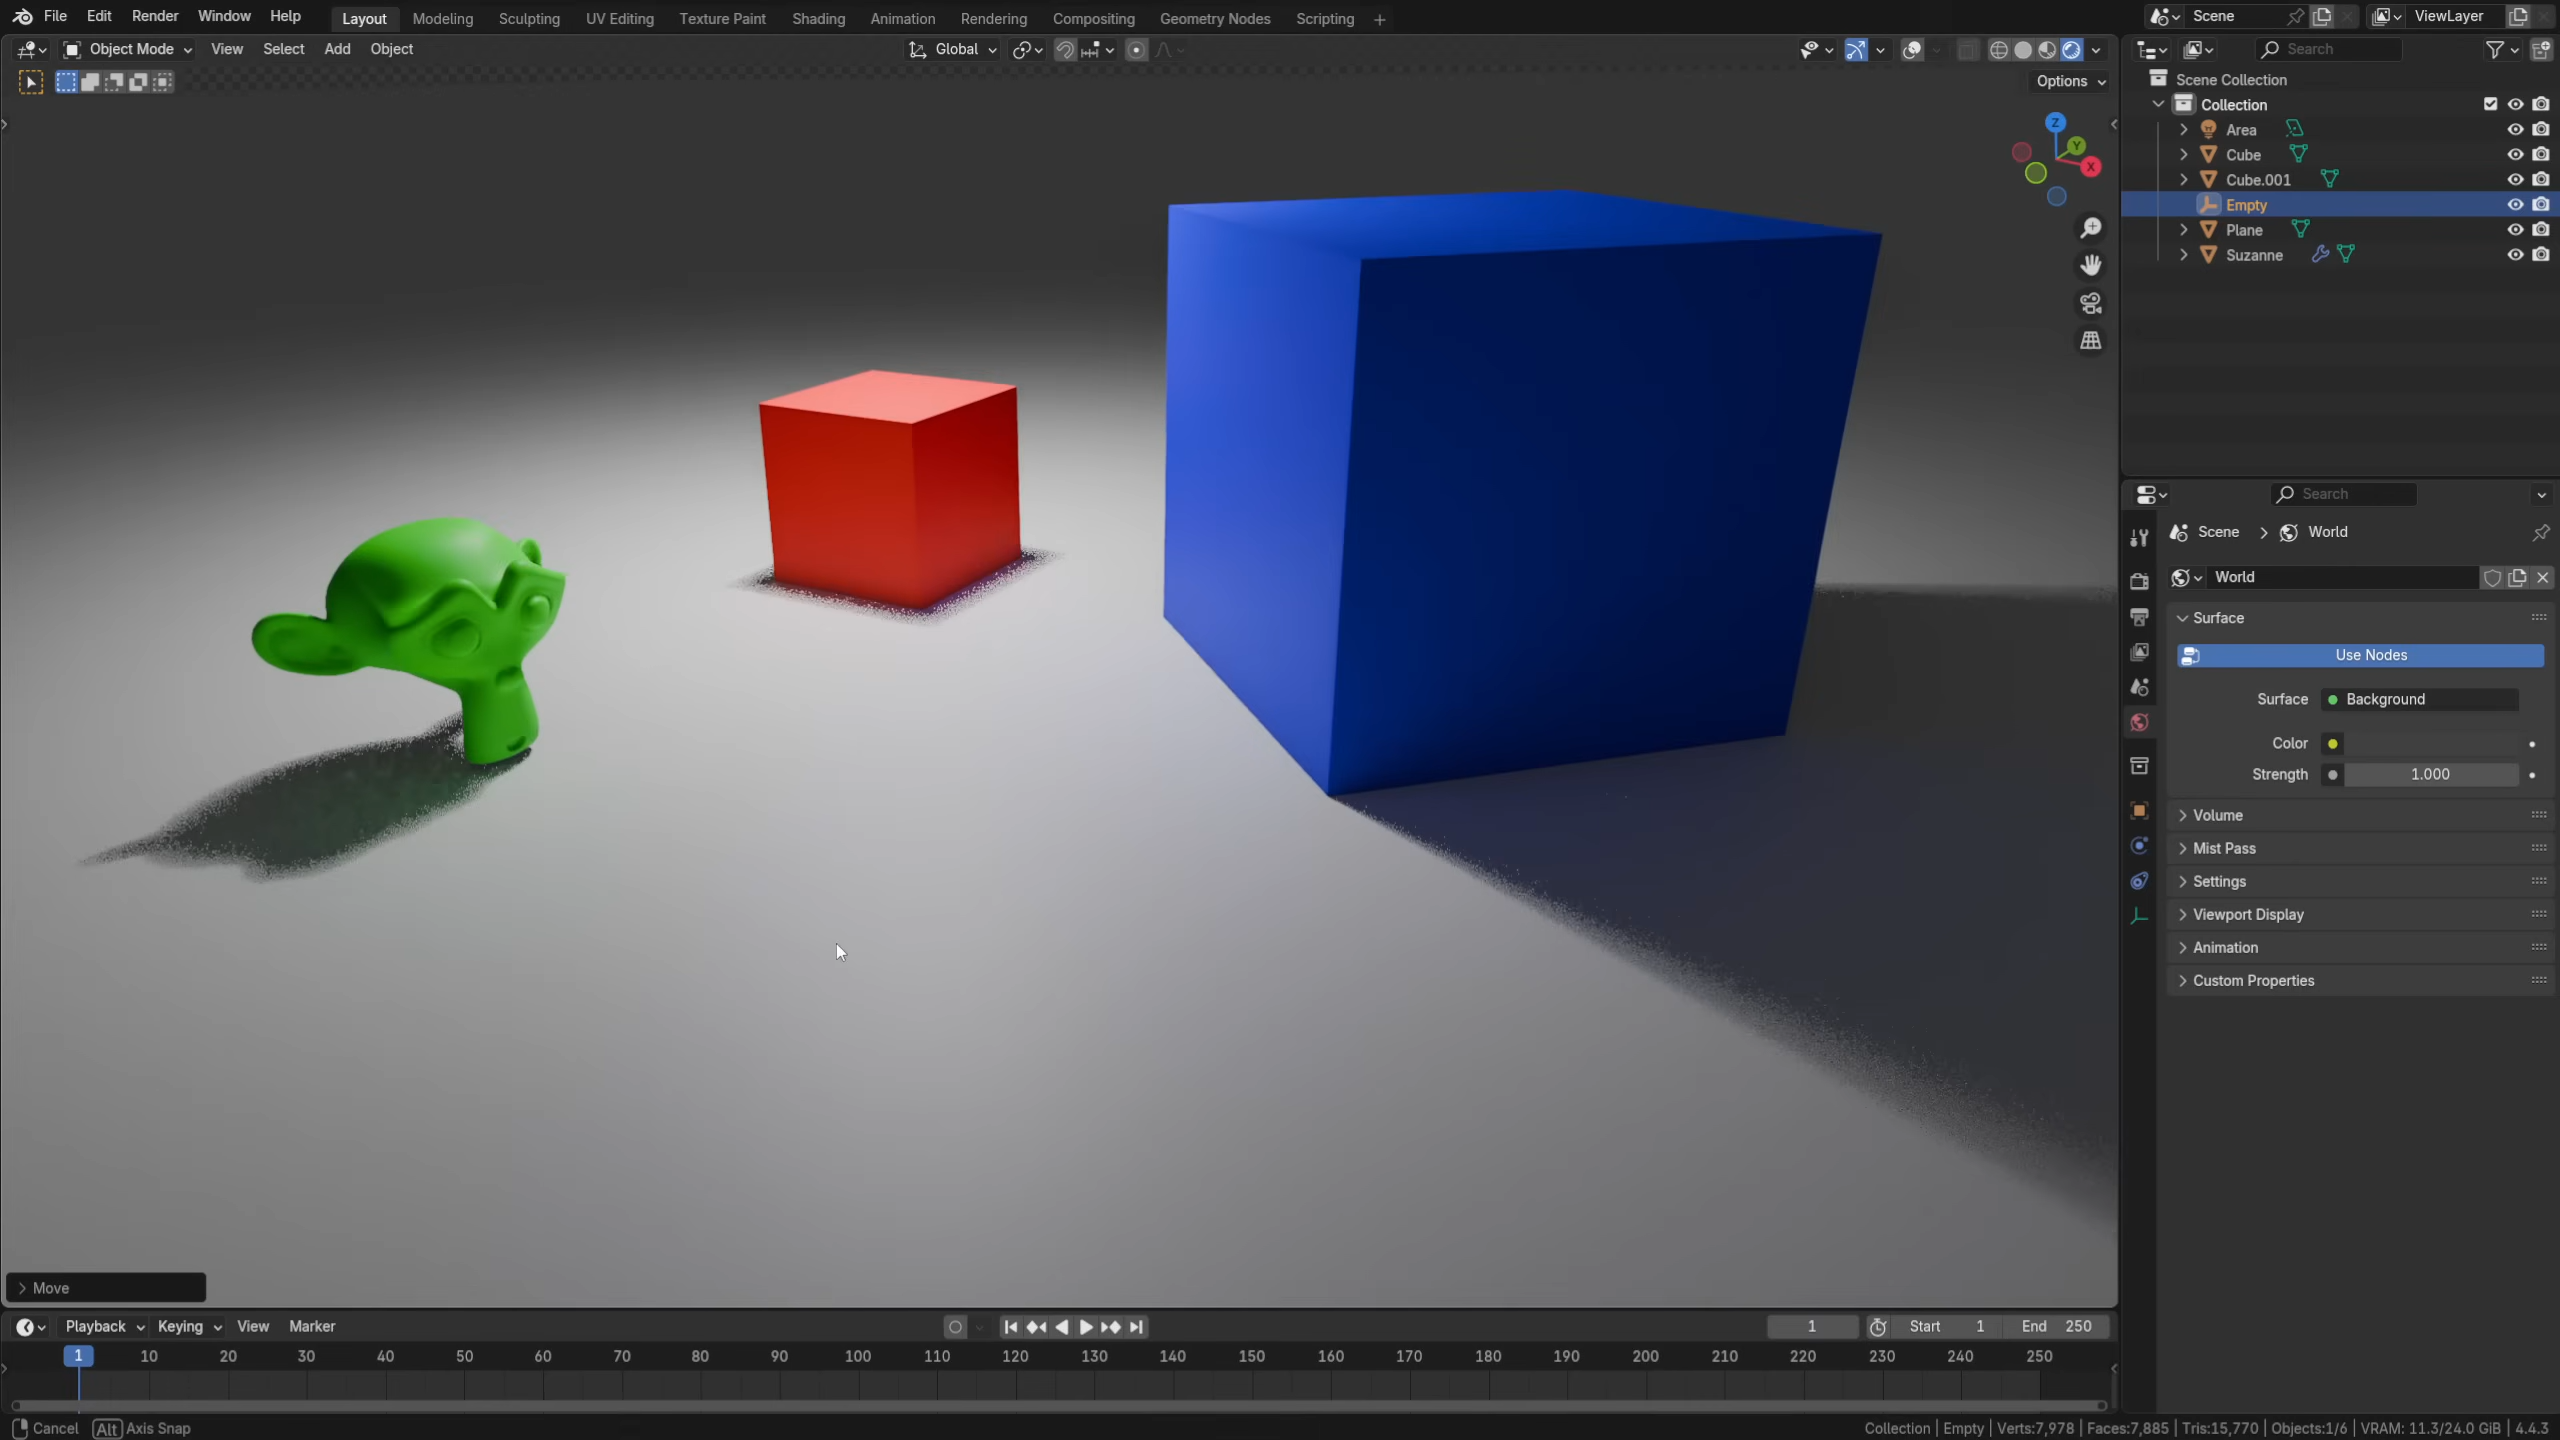 File Edit Render Window Help Layout Modeling Sculpting UV Editing Texture Paint Shading Animation Rendering Compositing Geometry Nodes Scripting + Scene ViewLayer
Object Mode View Select Add Object Global Search
Options
Z
Y
X
Scene Collection
Collection
Area
Cube
Cube.001
Empty
Plane
Suzanne
Search
Scene > World
World
Surface
Use Nodes
Surface Background
Color
Strength 1.000
Volume
Mist Pass
Settings
Viewport Display
Animation
Custom Properties
Move
Playback Keying View Marker 1 Start 1 End 250
1 10 20 30 40 50 60 70 80 90 100 110 120 130 140 150 160 170 180 190 200 210 220 230 240 250
Cancel Alt Axis Snap Collection | Empty | Verts:7,978 | Faces:7,885 | Tris:15,770 | Objects:1/6 | VRAM: 11.3/24.0 GiB | 4.4.3